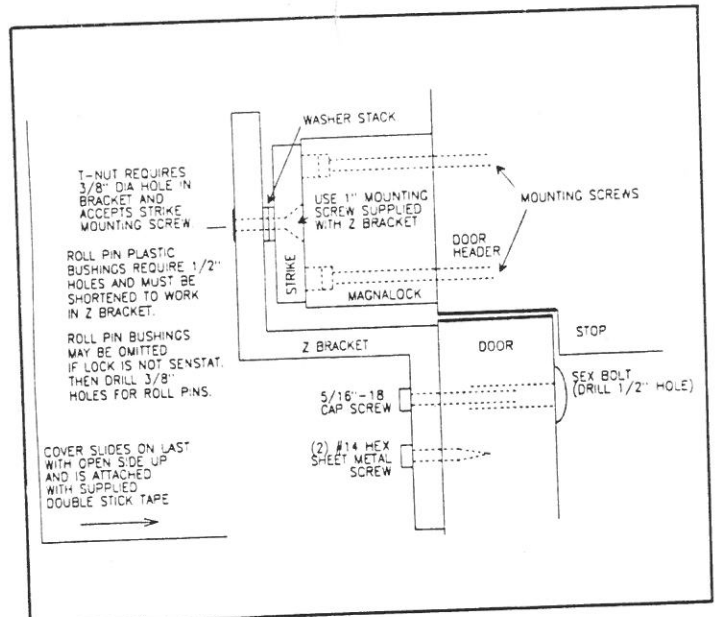 WASHER STACK
T-NUT REQUIRES
3/8" DIA HOLE IN
BRACKET AND
ACCEPTS STRIKE
MOUNTING SCREW
USE 1" MOUNTING
SCREW SUPPLIED
WITH Z BRACKET
MOUNTING SCREWS
ROLL PIN PLASTIC
BUSHINGS REQUIRE 1/2"
HOLES AND MUST BE
SHORTENED TO WORK
IN Z BRACKET.
STRIKE
DOOR
HEADER
MAGNALOCK
ROLL PIN BUSHINGS
MAY BE OMITTED
IF LOCK IS NOT SENSTAT.
THEN DRILL 3/8"
HOLES FOR ROLL PINS.
Z BRACKET
DOOR
STOP
5/16"-18
CAP SCREW
SEX BOLT
(DRILL 1/2" HOLE)
(2) #14 HEX
SHEET METAL
SCREW
COVER SLIDES ON LAST
WITH OPEN SIDE UP
AND IS ATTACHED
WITH SUPPLIED
DOUBLE STICK TAPE